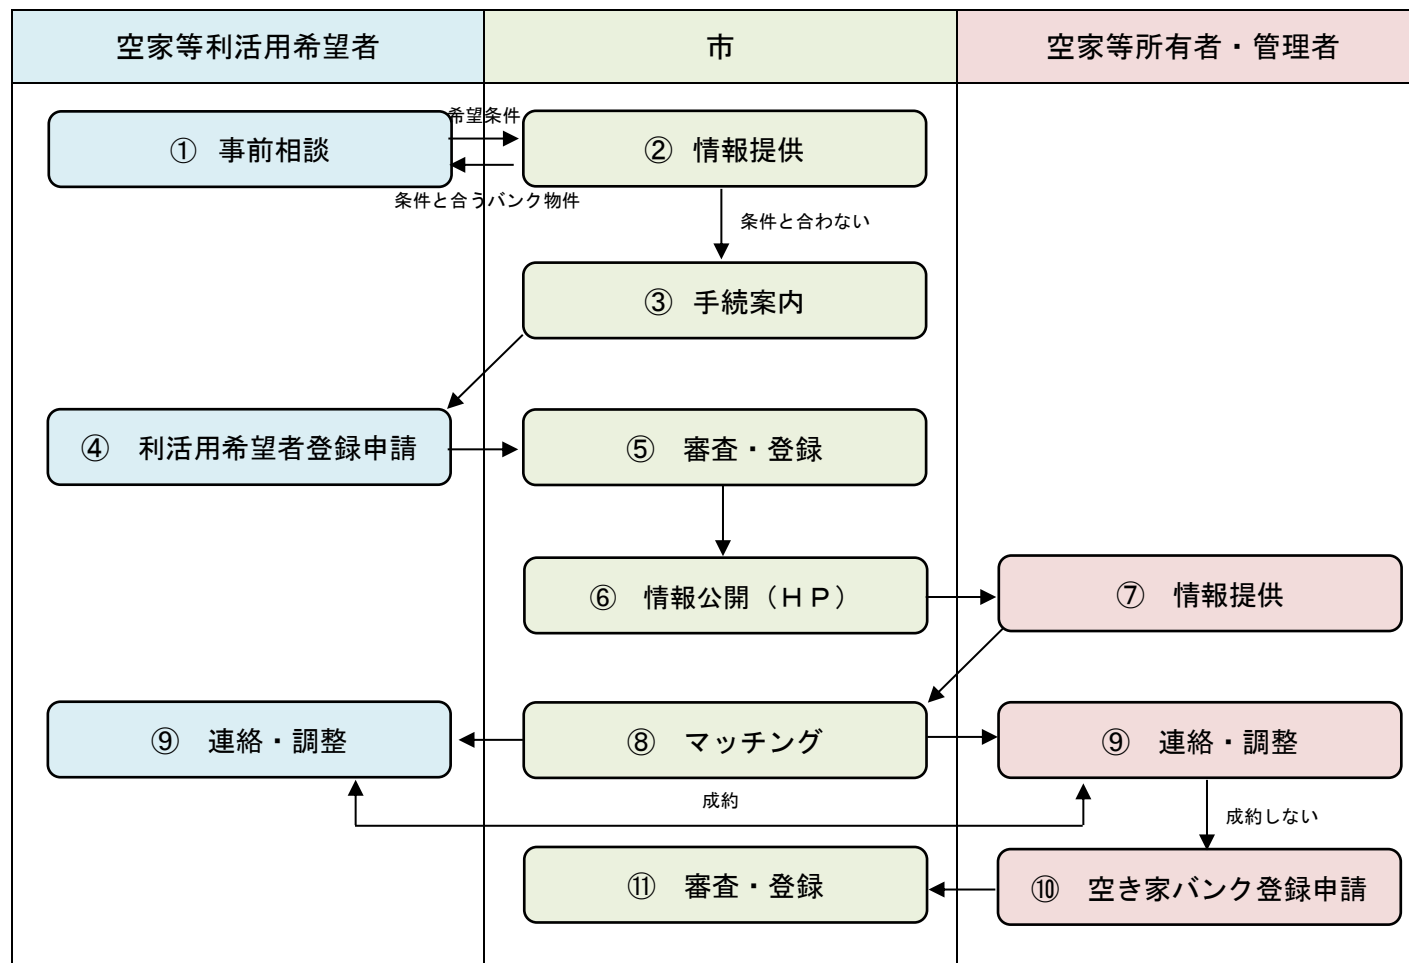 空家等利活用希望者
市
空家等所有者・管理者
① 事前相談
希望条件
② 情報提供
条件と合うバンク物件
条件と合わない
③ 手続案内
④ 利活用希望者登録申請
⑤ 審査・登録
⑥ 情報公開（ＨＰ）
⑦ 情報提供
⑨ 連絡・調整
⑧ マッチング
⑨ 連絡・調整
成約
成約しない
⑪ 審査・登録
⑩ 空き家バンク登録申請